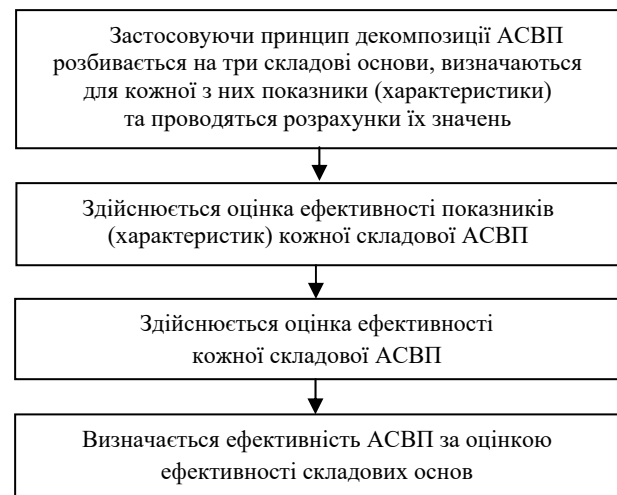 Застосовуючи принцип декомпозиції АСВП
розбивається на три складові основи, визначаються
для кожної з них показники (характеристики)
та проводяться розрахунки їх значень
Здійснюється оцінка ефективності показників
(характеристик) кожної складової АСВП
Здійснюється оцінка ефективності
кожної складової АСВП
Визначається ефективність АСВП за оцінкою
ефективності складових основ